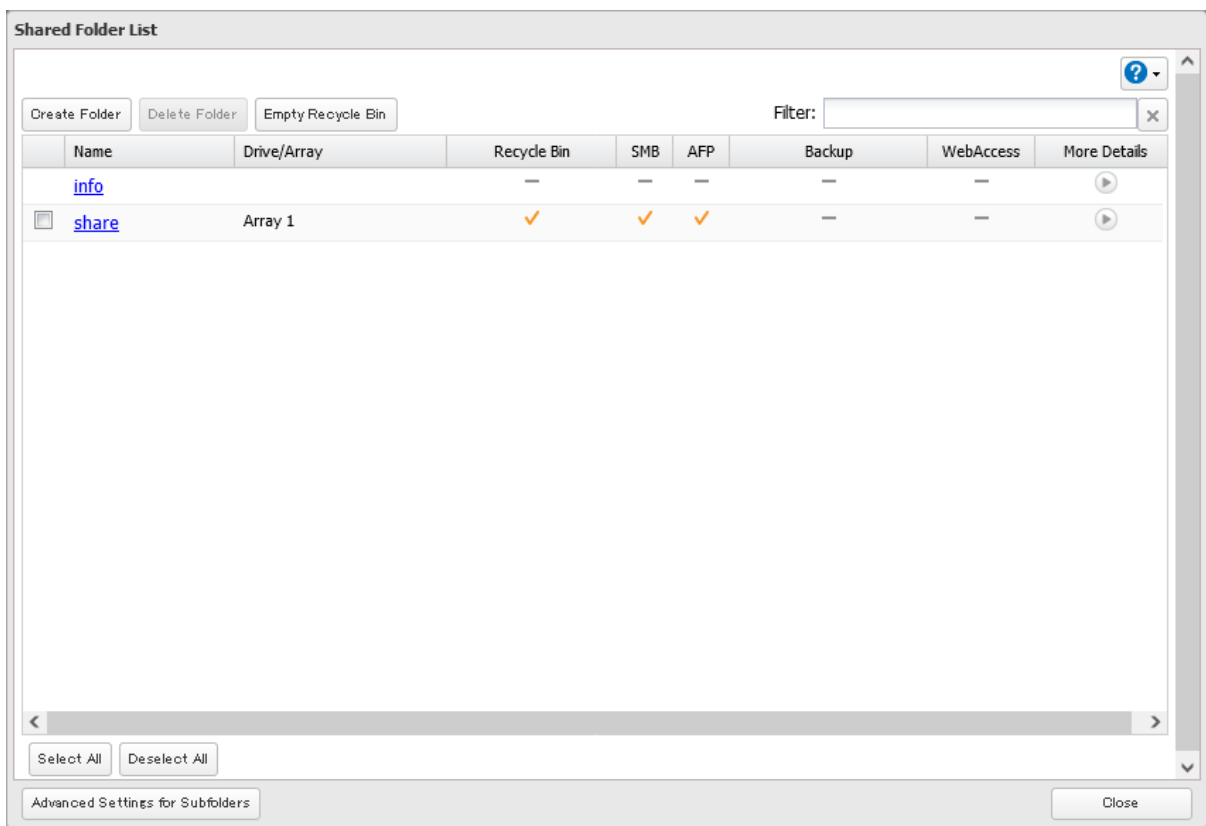 Shared Folder List
Create Folder Delete Folder Empty Recycle Bin Filter:
Name Drive/Array Recycle Bin SMB AFP Backup WebAccess More Details
info
share Array 1
Select All Deselect All
Advanced Settings for Subfolders Close